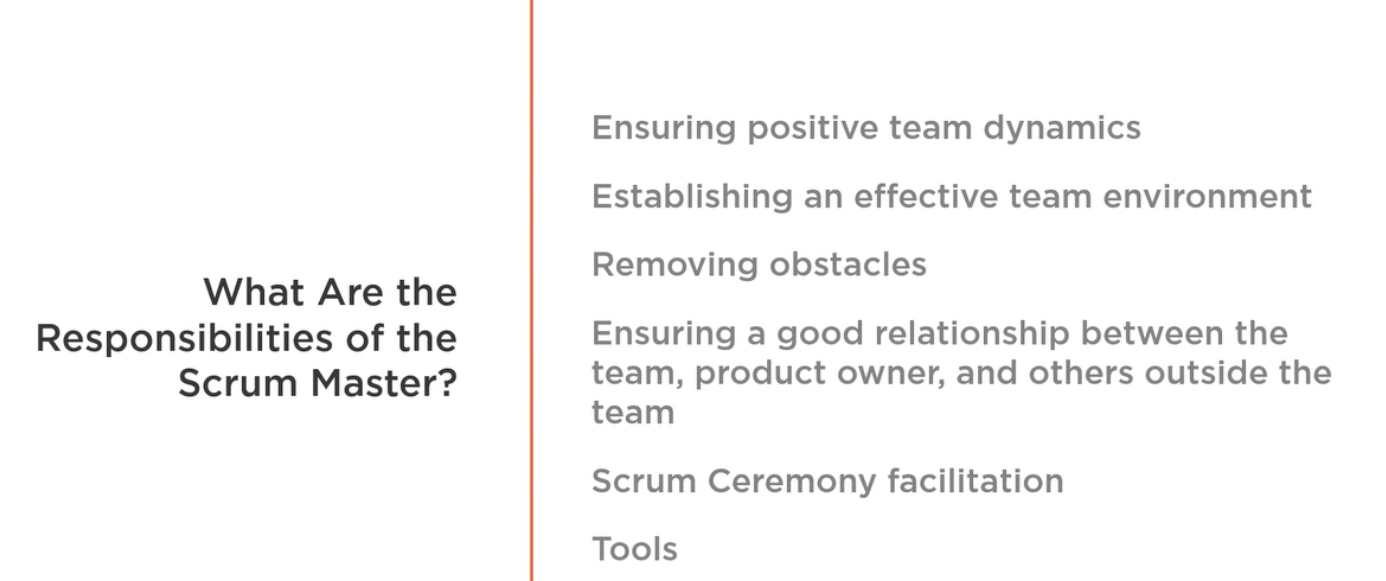 What Are the
Responsibilities of the
Scrum Master?
Ensuring positive team dynamics
Establishing an effective team environment
Removing obstacles
Ensuring a good relationship between the
team, product owner, and others outside the
team
Scrum Ceremony facilitation
Tools